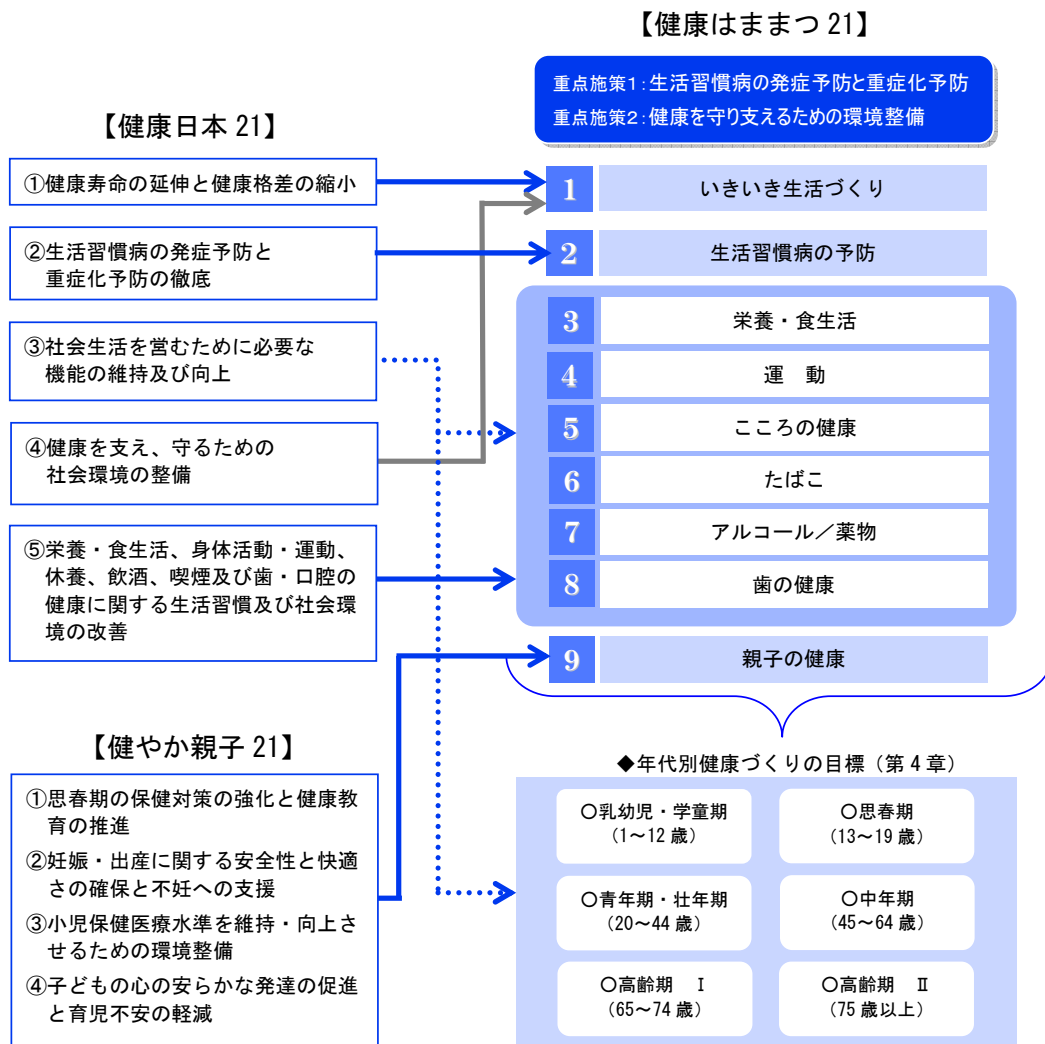 【健康はままつ 21】
重点施策1：生活習慣病の発症予防と重症化予防
重点施策2：健康を守り支えるための環境整備
【健康日本 21】
①健康寿命の延伸と健康格差の縮小
②生活習慣病の発症予防と
重症化予防の徹底
③社会生活を営むために必要な
機能の維持及び向上
④健康を支え、守るための
社会環境の整備
⑤栄養・食生活、身体活動・運動、
休養、飲酒、喫煙及び歯・口腔の
健康に関する生活習慣及び社会環
境の改善
1 いきいき生活づくり
2 生活習慣病の予防
3 栄養・食生活
4 運　動
5 こころの健康
6 たばこ
7 アルコール／薬物
8 歯の健康
9 親子の健康
【健やか親子 21】
①思春期の保健対策の強化と健康教
育の推進
②妊娠・出産に関する安全性と快適
さの確保と不妊への支援
③小児保健医療水準を維持・向上さ
せるための環境整備
④子どもの心の安らかな発達の促進
と育児不安の軽減
◆年代別健康づくりの目標（第 4 章）
〇乳幼児・学童期
（1～12 歳）
〇思春期
（13～19 歳）
〇青年期・壮年期
（20～44 歳）
〇中年期
（45～64 歳）
〇高齢期　Ⅰ
（65～74 歳）
〇高齢期　Ⅱ
（75 歳以上）